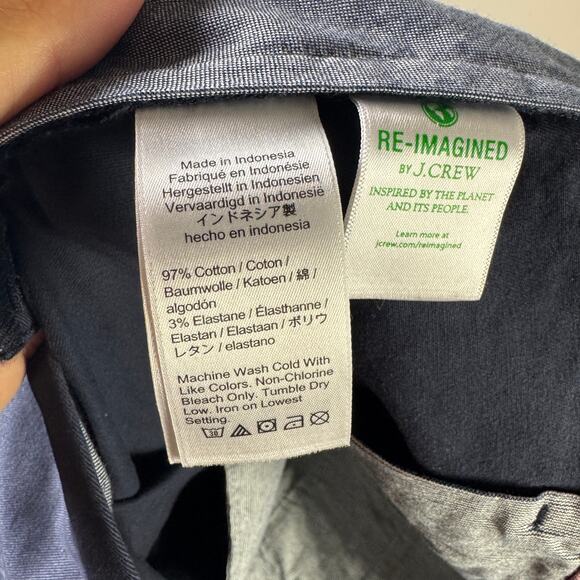 Made in Indonesia
Fabriqué en Indonésie
Hergestellt in Indonesien
Vervaardigd in Indonesië
インドネシア製
hecho en indonesia
97% Cotton / Coton /
Baumwolle / Katoen / 綿 /
algodón
3% Elastane / Élasthanne /
Elastan / Elastaan / ポリウ
レタン / elastano
Machine Wash Cold With
Like Colors. Non-Chlorine
Bleach Only. Tumble Dry
Low. Iron on Lowest
Setting.
30
RE-IMAGINED
BY J.CREW
INSPIRED BY THE PLANET
AND ITS PEOPLE.
Learn more at
jcrew.com/reimagined